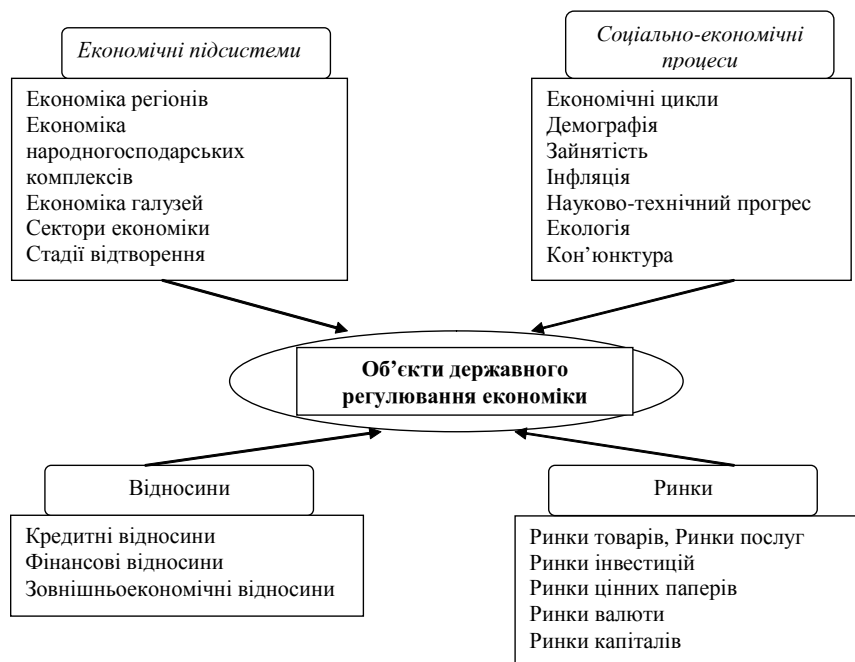 Економічні підсистеми
Економіка регіонів
Економіка
народногосподарських
комплексів
Економіка галузей
Сектори економіки
Стадії відтворення
Соціально-економічні
процеси
Економічні цикли
Демографія
Зайнятість
Інфляція
Науково-технічний прогрес
Екологія
Кон’юнктура
Об’єкти державного
регулювання економіки
Відносини
Кредитні відносини
Фінансові відносини
Зовнішньоекономічні відносини
Ринки
Ринки товарів, Ринки послуг
Ринки інвестицій
Ринки цінних паперів
Ринки валюти
Ринки капіталів